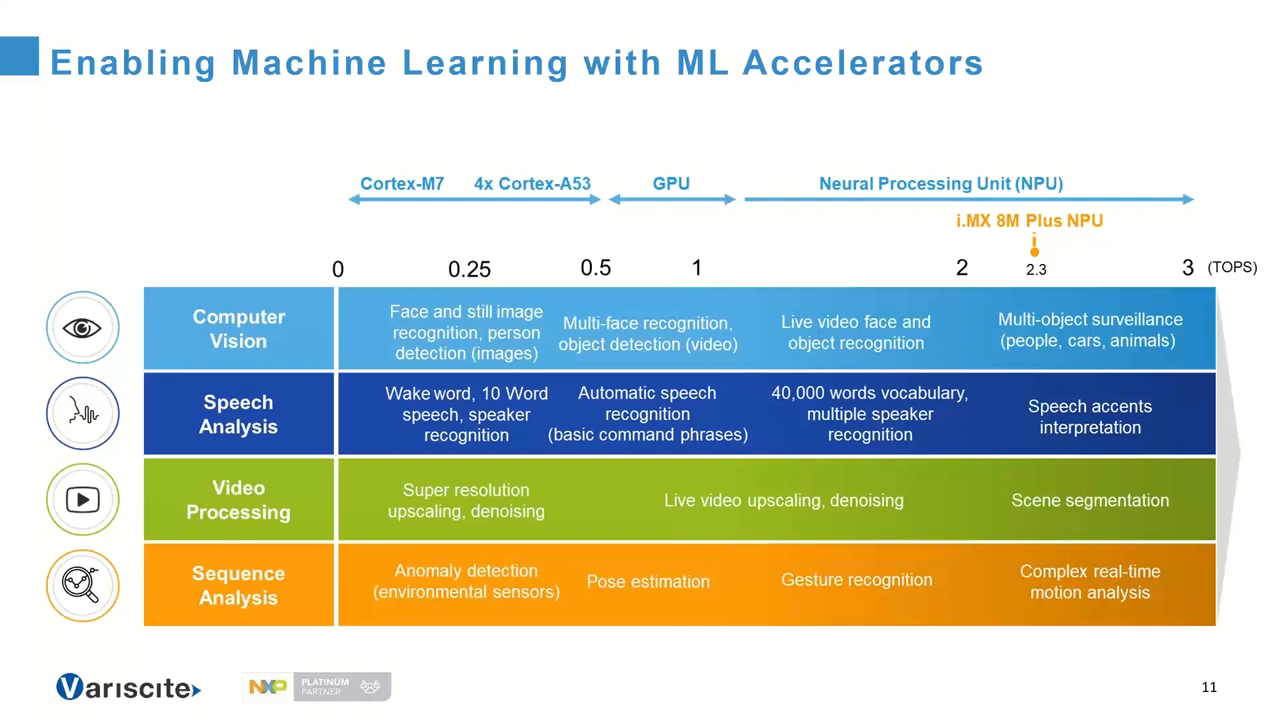 Enabling Machine Learning with ML Accelerators
Cortex-M7 4x Cortex-A53 GPU Neural Processing Unit (NPU)
i.MX 8M Plus NPU
0 0.25 0.5 1 2 2.3 3 (TOPS)
Computer
Vision
Face and still image
recognition, person
detection (images)
Multi-face recognition,
object detection (video)
Live video face and
object recognition
Multi-object surveillance
(people, cars, animals)
Speech
Analysis
Wake word, 10 Word
speech, speaker
recognition
Automatic speech
recognition
(basic command phrases)
40,000 words vocabulary,
multiple speaker
recognition
Speech accents
interpretation
Video
Processing
Super resolution
upscaling, denoising
Live video upscaling, denoising
Scene segmentation
Sequence
Analysis
Anomaly detection
(environmental sensors)
Pose estimation
Gesture recognition
Complex real-time
motion analysis
VARISCITE
NXP
PLATINUM
PARTNER
11